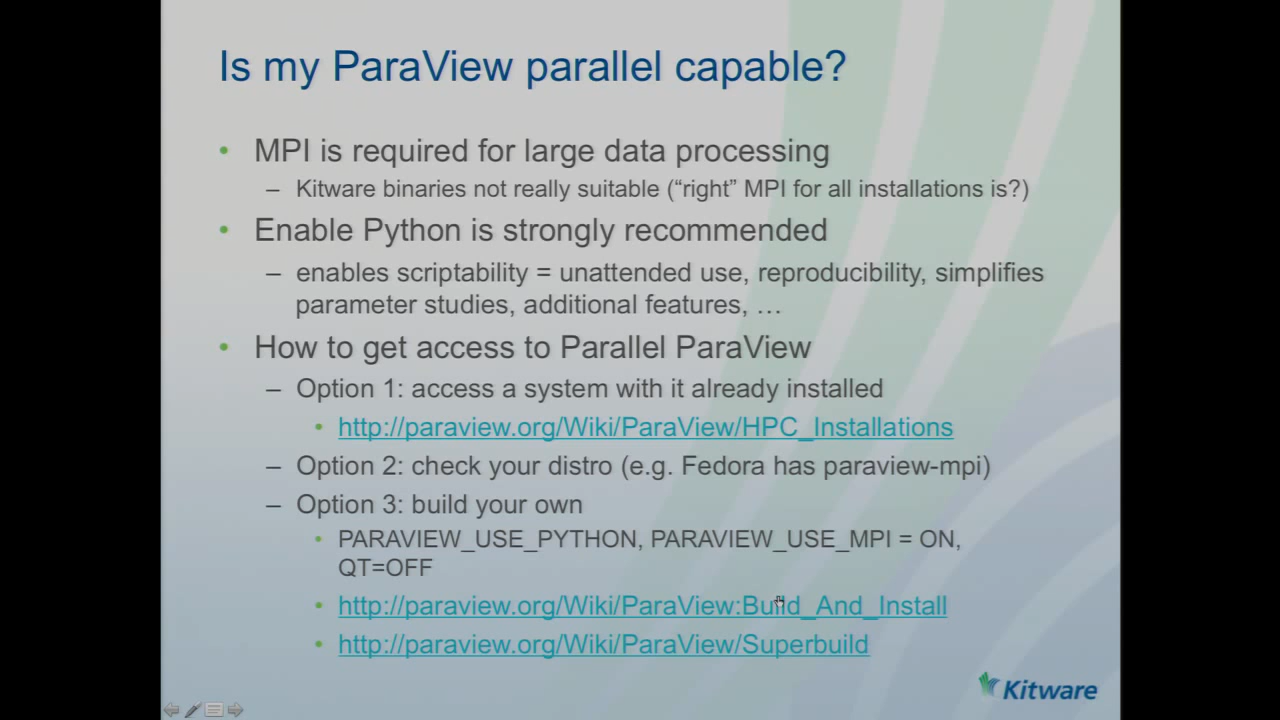 Is my ParaView parallel capable?
• MPI is required for large data processing
– Kitware binaries not really suitable (“right” MPI for all installations is?)
• Enable Python is strongly recommended
– enables scriptability = unattended use, reproducibility, simplifies
parameter studies, additional features, …
• How to get access to Parallel ParaView
– Option 1: access a system with it already installed
• http://paraview.org/Wiki/ParaView/HPC_Installations
– Option 2: check your distro (e.g. Fedora has paraview-mpi)
– Option 3: build your own
• PARAVIEW_USE_PYTHON, PARAVIEW_USE_MPI = ON,
QT=OFF
• http://paraview.org/Wiki/ParaView:Build_And_Install
• http://paraview.org/Wiki/ParaView/Superbuild
Kitware